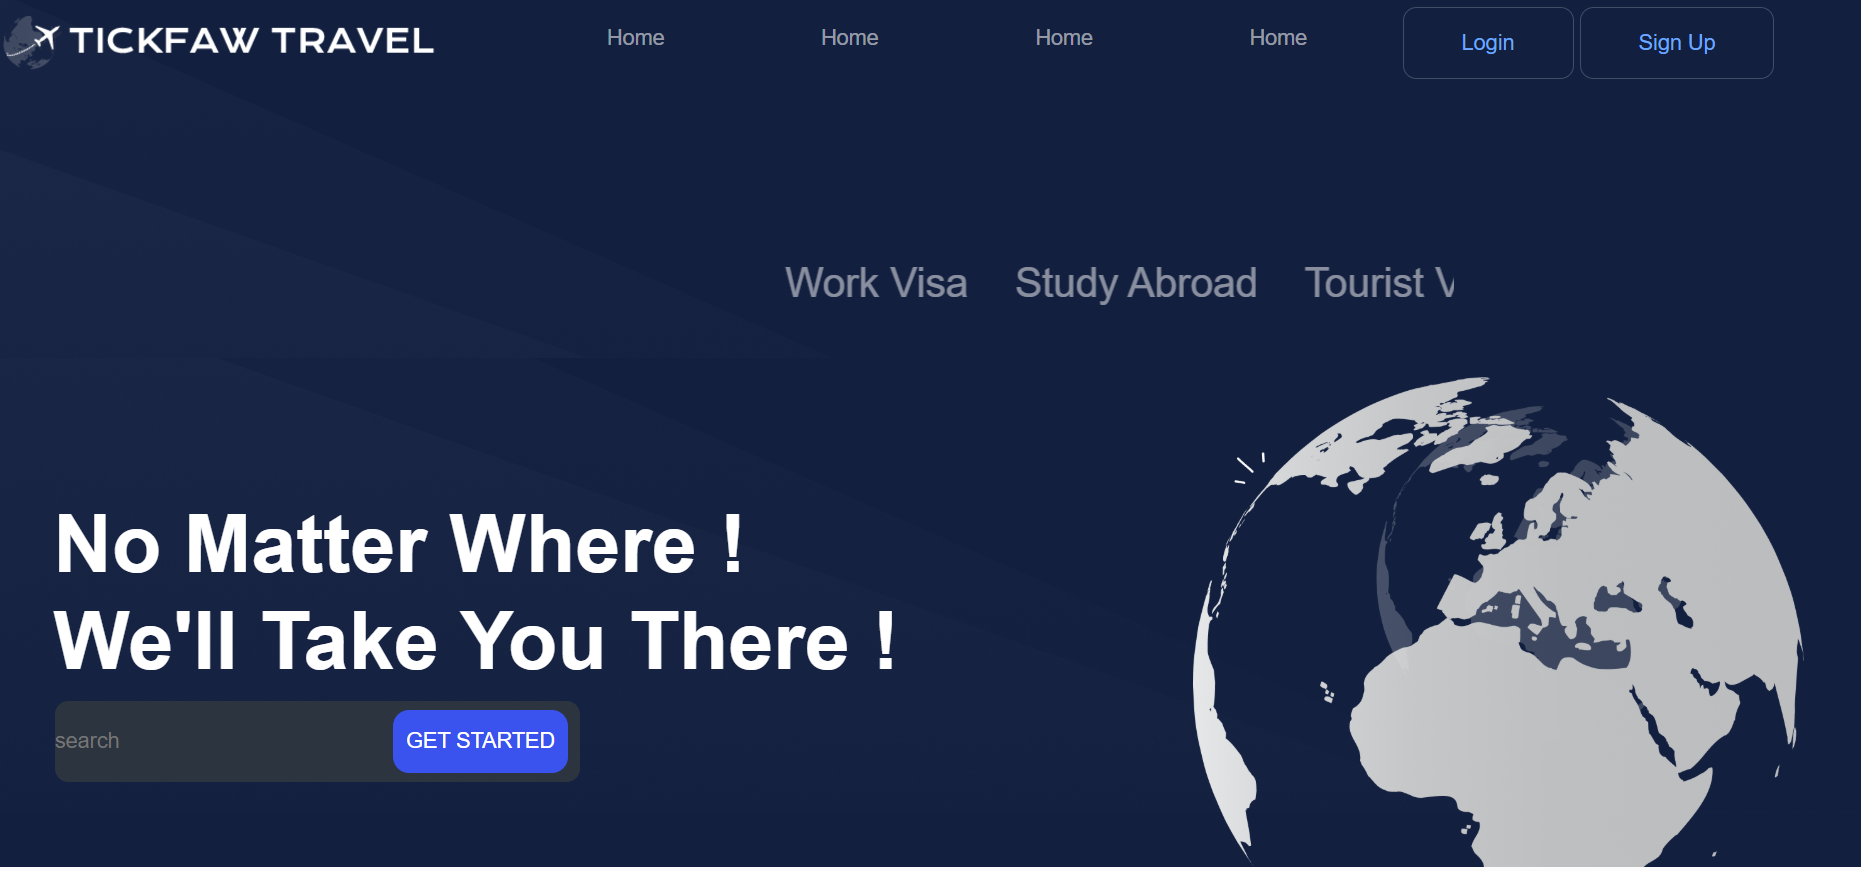 TICKFAW TRAVEL
Home Home Home Home Login Sign Up
Work Visa Study Abroad Tourist V
No Matter Where !
We'll Take You There !
search GET STARTED